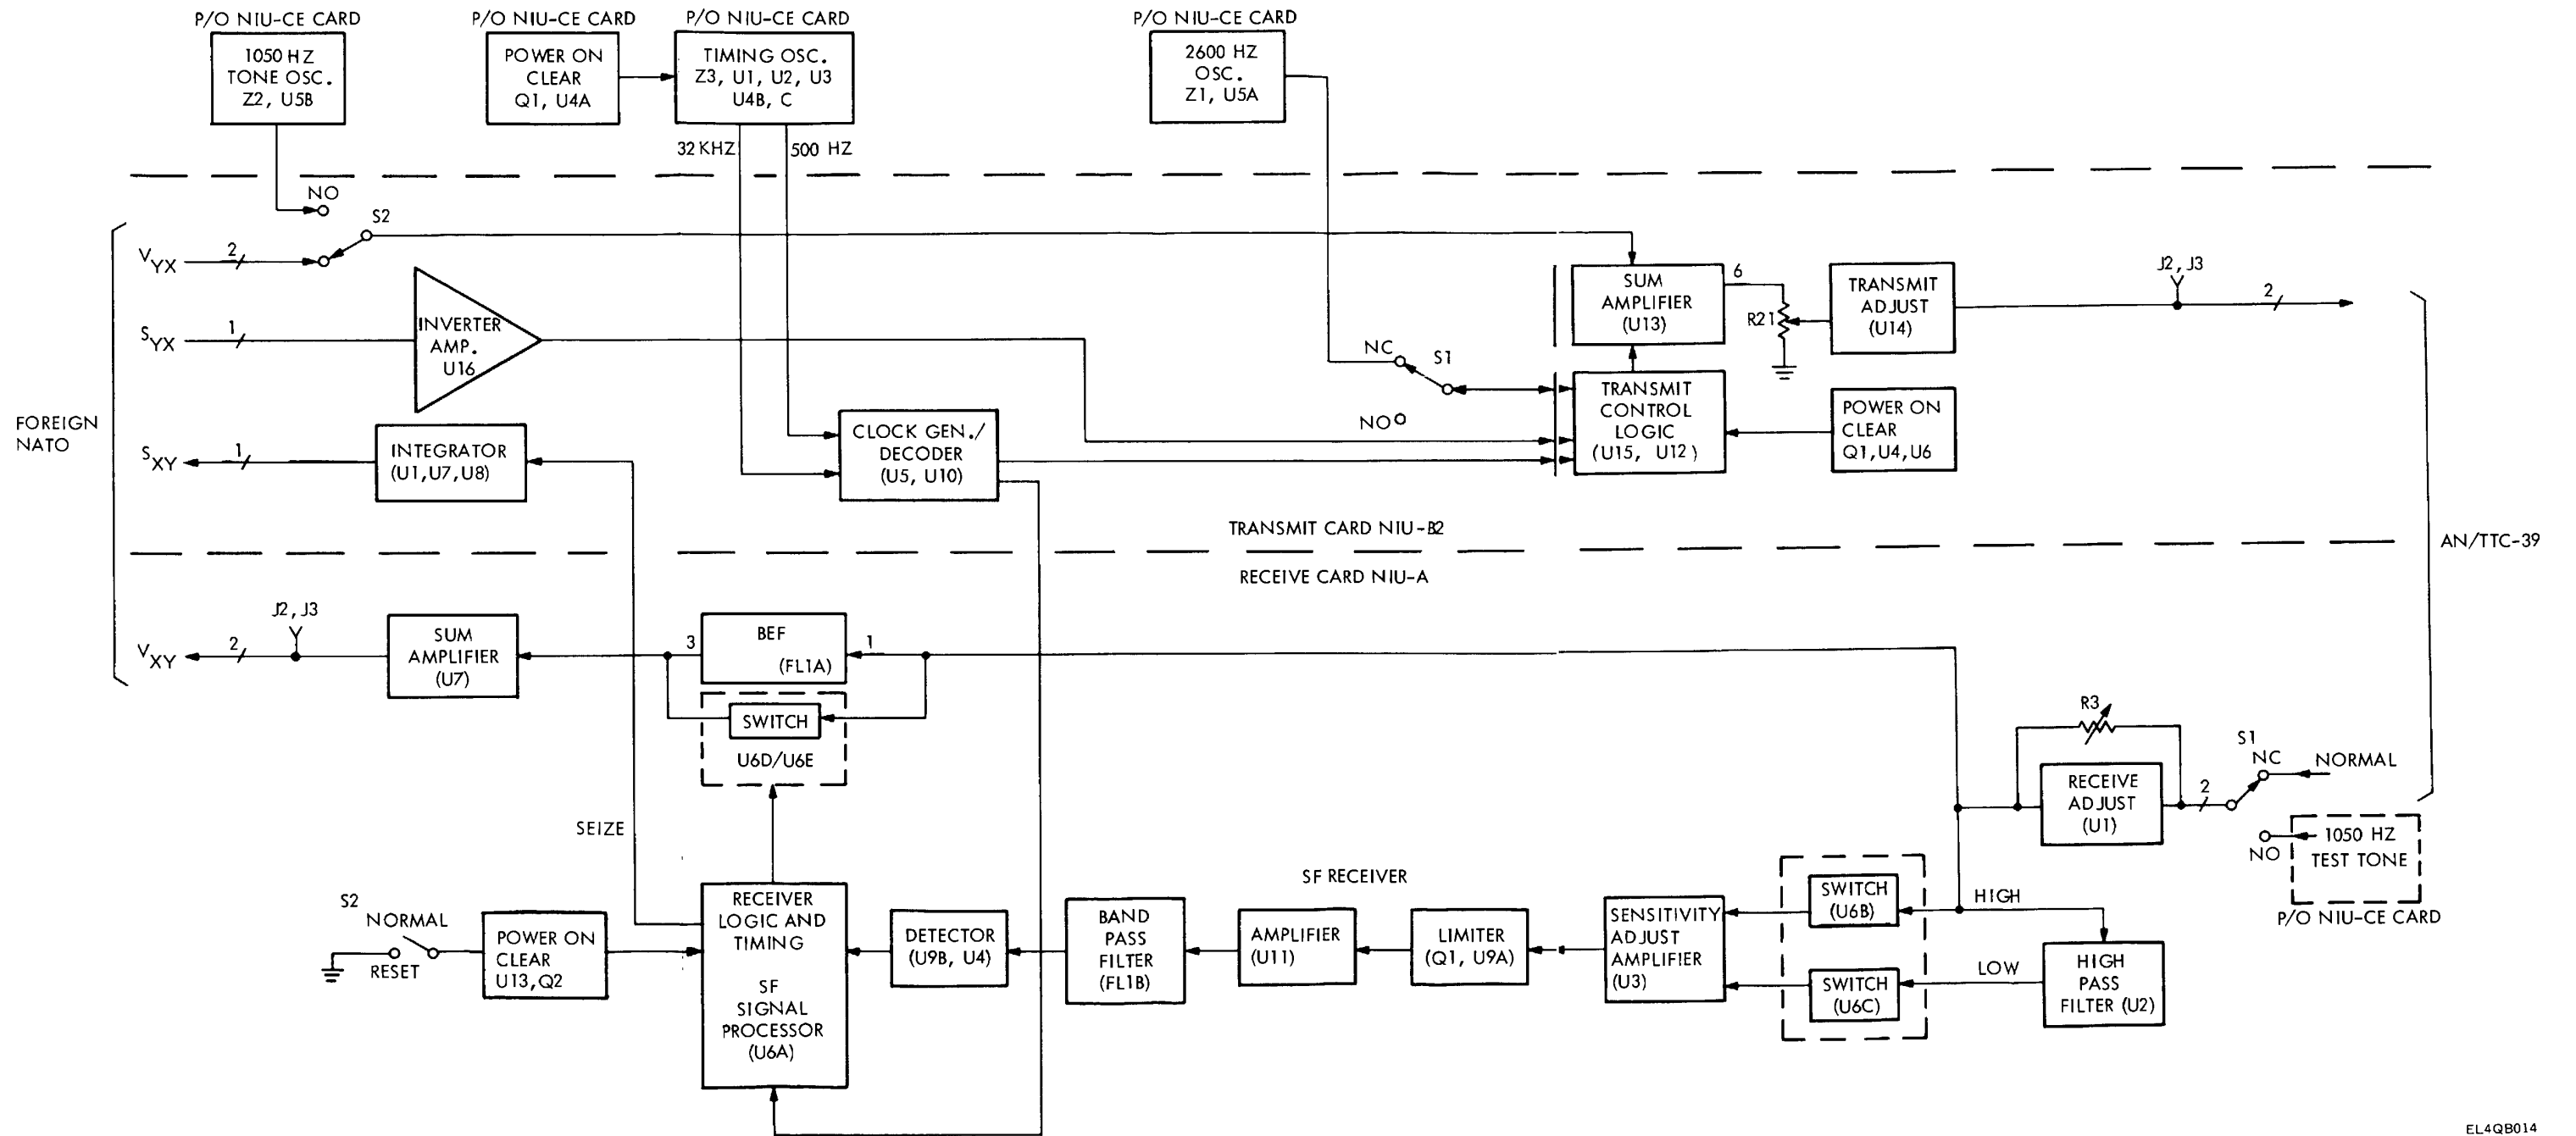 P/O NIU-CE CARD
1050 HZ
TONE OSC.
Z2, U5B
P/O NIU-CE CARD
POWER ON
CLEAR
Q1, U4A
P/O NIU-CE CARD
TIMING OSC.
Z3, U1, U2, U3
U4B, C
P/O NIU-CE CARD
2600 HZ
OSC.
Z1, U5A
32 KHZ
500 HZ
NO
S2
VYX
2
SYX
1
INVERTER
AMP.
U16
SXY
1
INTEGRATOR
(U1,U7,U8)
FOREIGN
NATO
CLOCK GEN./
DECODER
(U5, U10)
NC
S1
NO
SUM
AMPLIFIER
(U13)
6
R21
TRANSMIT
ADJUST
(U14)
J2, J3
2
TRANSMIT
CONTROL
LOGIC
(U15, U12)
POWER ON
CLEAR
Q1,U4,U6
TRANSMIT CARD NIU-B2
RECEIVE CARD NIU-A
AN/TTC-39
VXY
2
J2, J3
SUM
AMPLIFIER
(U7)
3
BEF
(FL1A)
1
SWITCH
U6D/U6E
R3
S1
NC
NORMAL
RECEIVE
ADJUST
(U1)
2
NO
1050 HZ
TEST TONE
P/O NIU-CE CARD
SEIZE
S2
NORMAL
RESET
POWER ON
CLEAR
U13,Q2
RECEIVER
LOGIC AND
TIMING
SF
SIGNAL
PROCESSOR
(U6A)
DETECTOR
(U9B, U4)
BAND
PASS
FILTER
(FL1B)
SF RECEIVER
AMPLIFIER
(U11)
LIMITER
(Q1, U9A)
SENSITIVITY
ADJUST
AMPLIFIER
(U3)
SWITCH
(U6B)
SWITCH
(U6C)
HIGH
LOW
HIGH
PASS
FILTER (U2)
EL4QB014